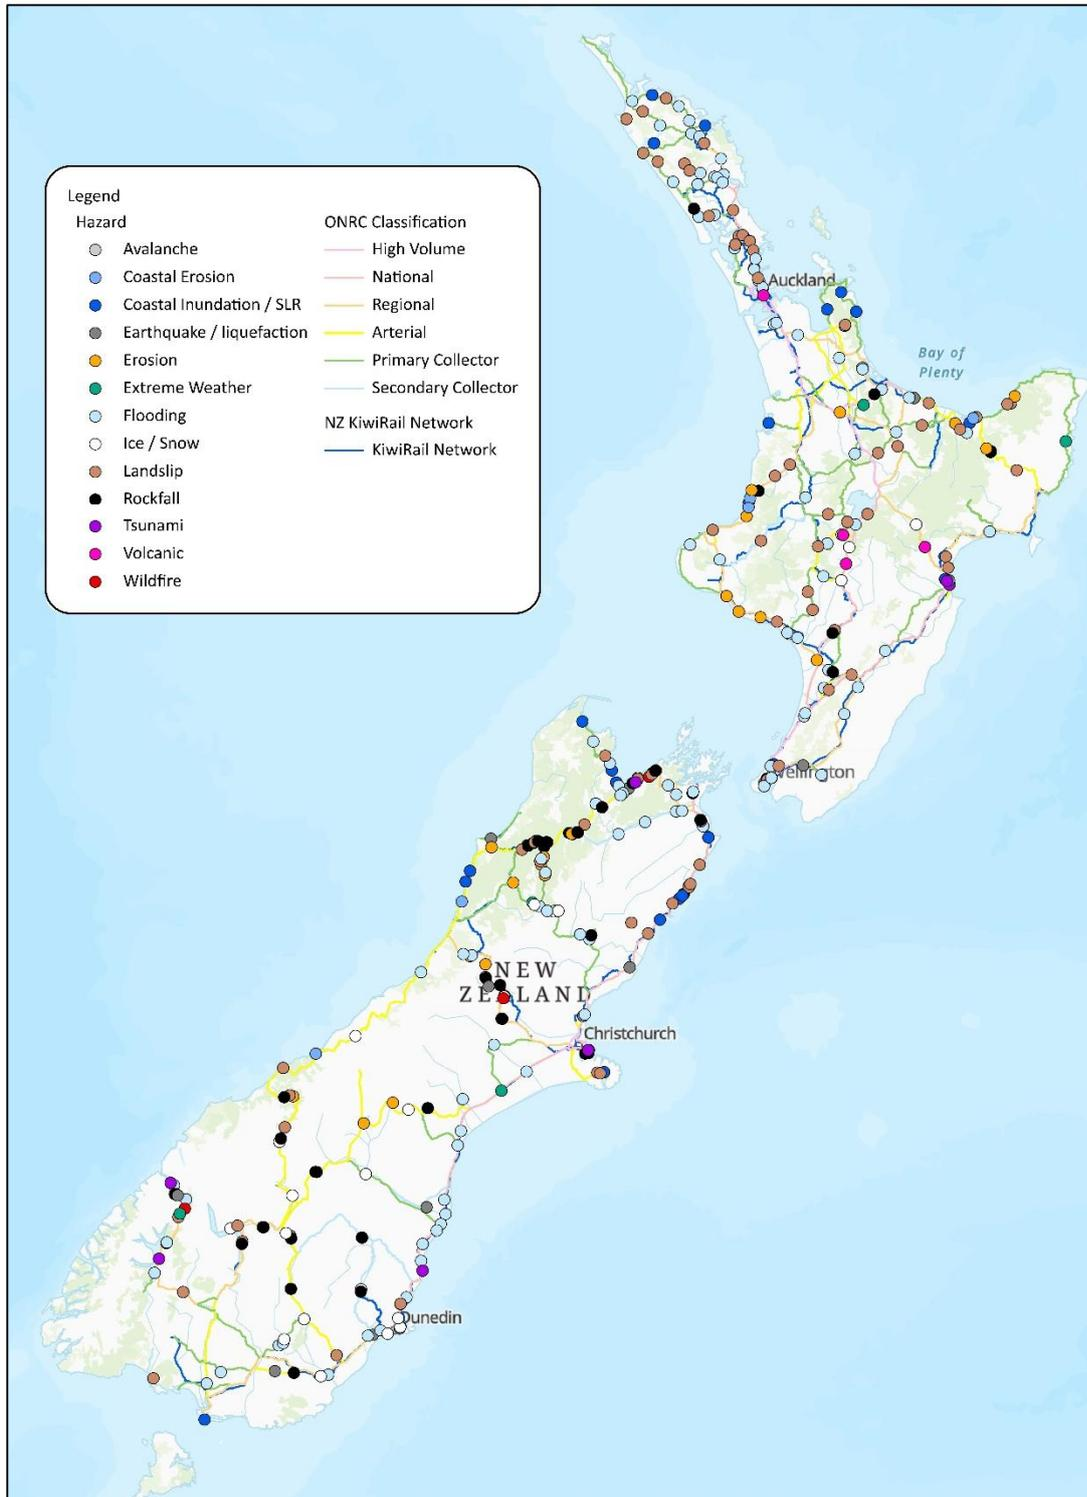 Legend
Hazard
Avalanche
Coastal Erosion
Coastal Inundation / SLR
Earthquake / liquefaction
Erosion
Extreme Weather
Flooding
Ice / Snow
Landslip
Rockfall
Tsunami
Volcanic
Wildfire
ONRC Classification
High Volume
National
Regional
Arterial
Primary Collector
Secondary Collector
NZ KiwiRail Network
KiwiRail Network
Auckland
Bay of
Plenty
Wellington
NEW
ZEALAND
Christchurch
Dunedin